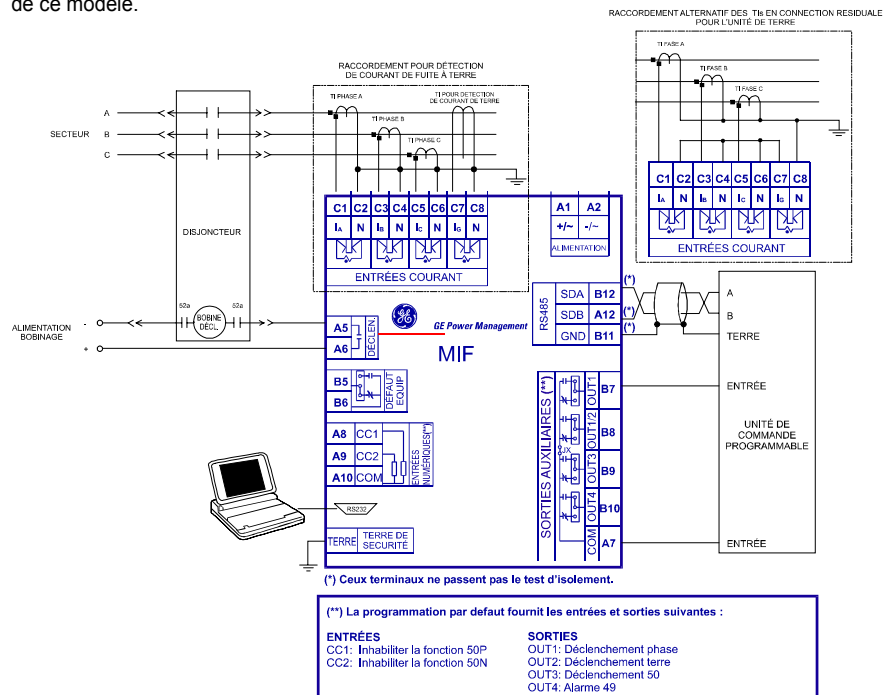 de ce modèle.
RACCORDEMENT ALTERNATIF DES TIs EN CONNECTION RESIDUALE
POUR L'UNITÉ DE TERRE
TI FASE A
TI FASE B
TI FASE C
C1 C2 C3 C4 C5 C6 C7 C8
IA N IB N IC N IG N
ENTRÉES COURANT
RACCORDEMENT POUR DÉTECTION
DE COURANT DE FUITE À TERRE
TI PHASE A
TI POUR DETECTION
DE COURANT DE TERRE
TI PHASE B
TI PHASE C
SECTEUR
A
B
C
DISJONCTEUR
C1 C2 C3 C4 C5 C6 C7 C8
IA N IB N IC N IG N
ENTRÉES COURANT
A1 A2
+/~ -/~
ALIMENTATION
RS485
SDA B12 (*)
SDB A12 (*)
GND B11 (*)
A
B
TERRE
52a
BOBINE
DÉCL.
52a
ALIMENTATION
BOBINAGE
-
+
A5
A6
DÉCLEN.
GE Power Management
MIF
B5
B6
DÉFAUT
EQUIP
A8 CC1
A9 CC2
A10 COM
ENTRÉES
NUMÉRIQUES(**)
RS232
TERRE
TERRE DE
SECURITÉ
SORTIES AUXILIAIRES (**)
JX
OUT1 B7
OUT1/2 B8
OUT3 B9
OUT4 B10
COM A7
ENTRÉE
UNITÉ DE
COMMANDE
PROGRAMMABLE
ENTRÉE
(*) Ceux terminaux ne passent pas le test d'isolement.
(**) La programmation par defaut fournit les entrées et sorties suivantes :
ENTRÉES
CC1: Inhabiliter la fonction 50P
CC2: Inhabiliter la fonction 50N
SORTIES
OUT1: Déclenchement phase
OUT2: Déclenchement terre
OUT3: Déclenchement 50
OUT4: Alarme 49